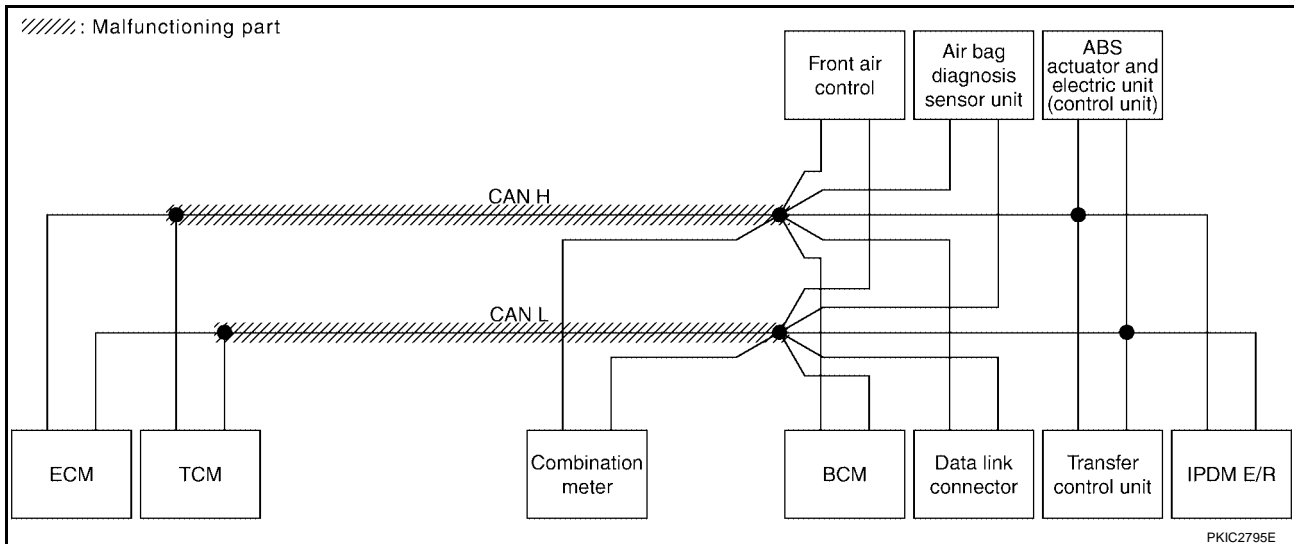 : Malfunctioning part
Front air
control
Air bag
diagnosis
sensor unit
ABS
actuator and
electric unit
(control unit)
CAN H
CAN L
ECM
TCM
Combination
meter
BCM
Data link
connector
Transfer
control unit
IPDM E/R
PKIC2795E